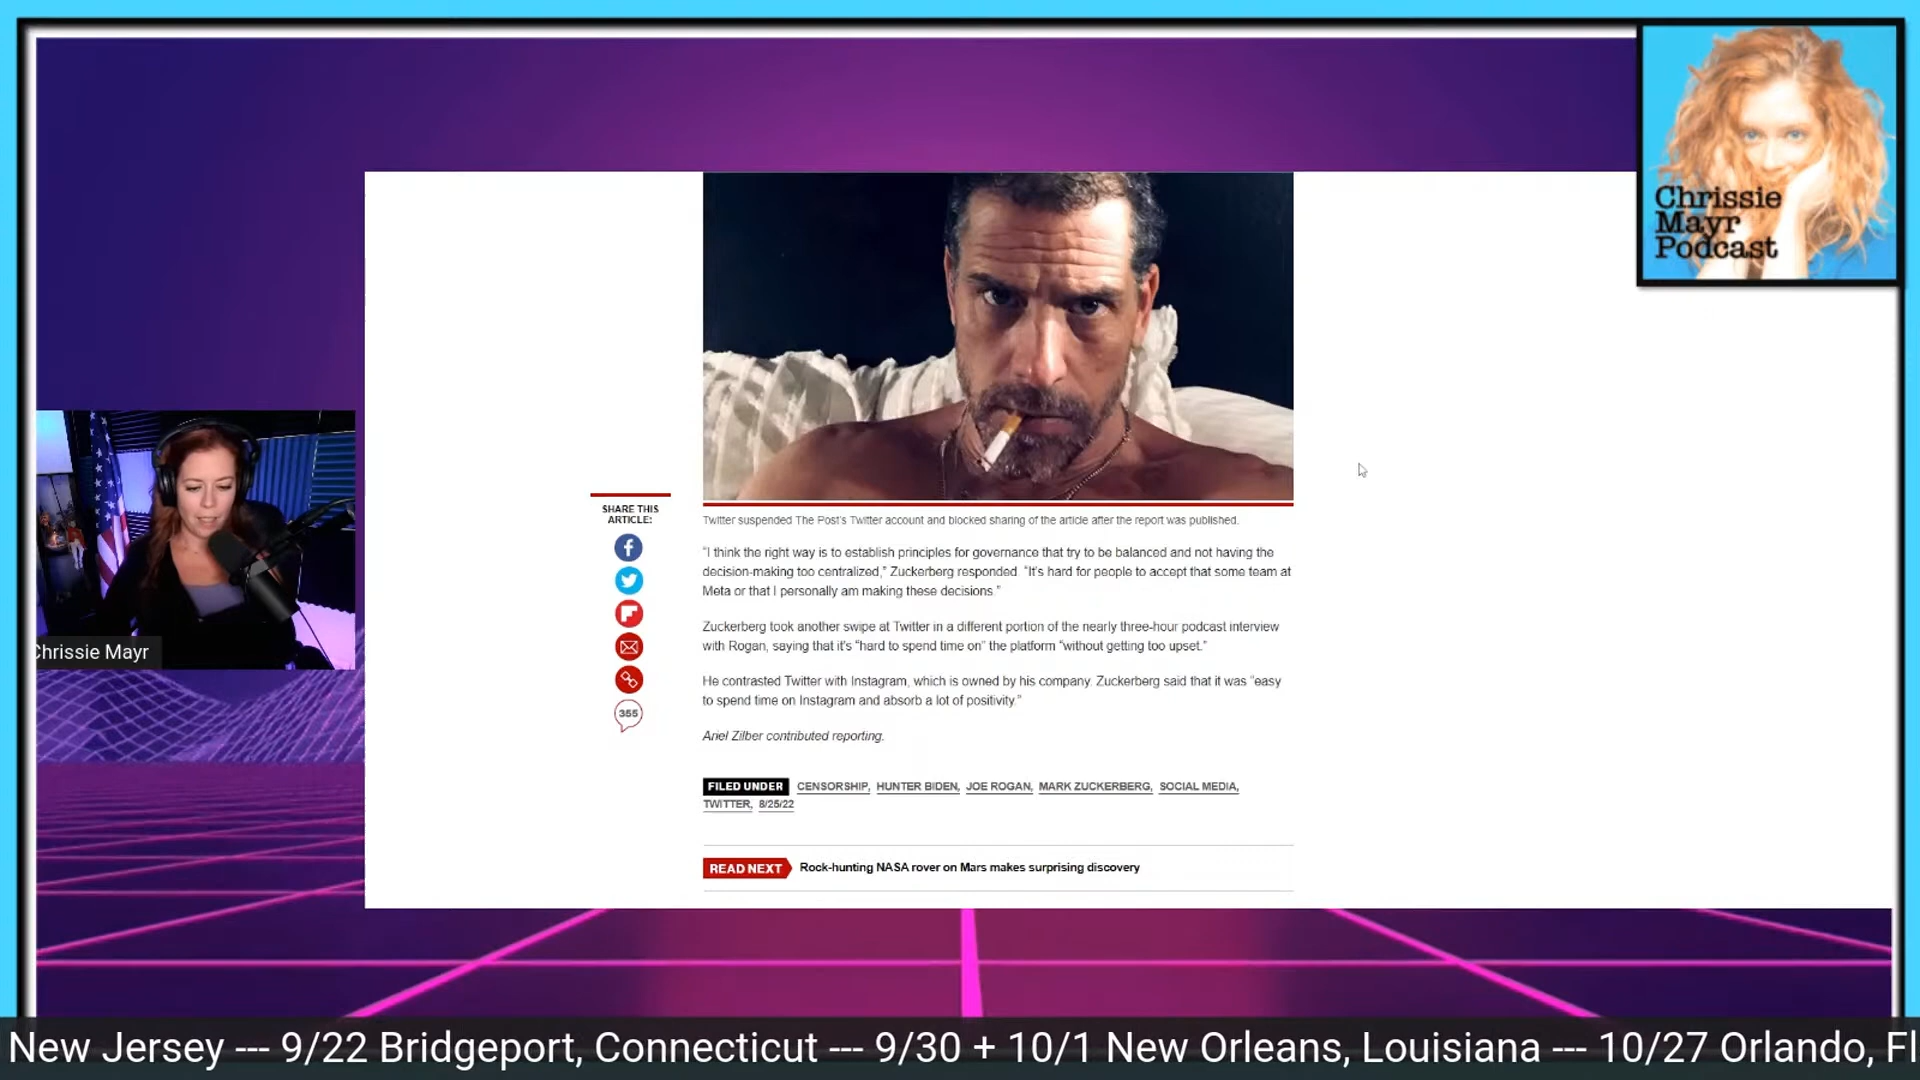 Chrissie
Mayr
Podcast
SHARE THIS
ARTICLE:
Twitter suspended The Post's Twitter account and blocked sharing of the article after the report was published.
"I think the right way is to establish principles for governance that try to be balanced and not having the
decision-making too centralized," Zuckerberg responded. "It's hard for people to accept that some team at
Meta or that I personally am making these decisions."
Zuckerberg took another swipe at Twitter in a different portion of the nearly three-hour podcast interview
with Rogan, saying that it's "hard to spend time on" the platform "without getting too upset."
He contrasted Twitter with Instagram, which is owned by his company. Zuckerberg said that it was "easy
to spend time on Instagram and absorb a lot of positivity."
355
Ariel Zilber contributed reporting.
FILED UNDER CENSORSHIP, HUNTER BIDEN, JOE ROGAN, MARK ZUCKERBERG, SOCIAL MEDIA,
TWITTER, 8/25/22
READ NEXT Rock-hunting NASA rover on Mars makes surprising discovery
Chrissie Mayr
New Jersey --- 9/22 Bridgeport, Connecticut --- 9/30 + 10/1 New Orleans, Louisiana --- 10/27 Orlando, Fl